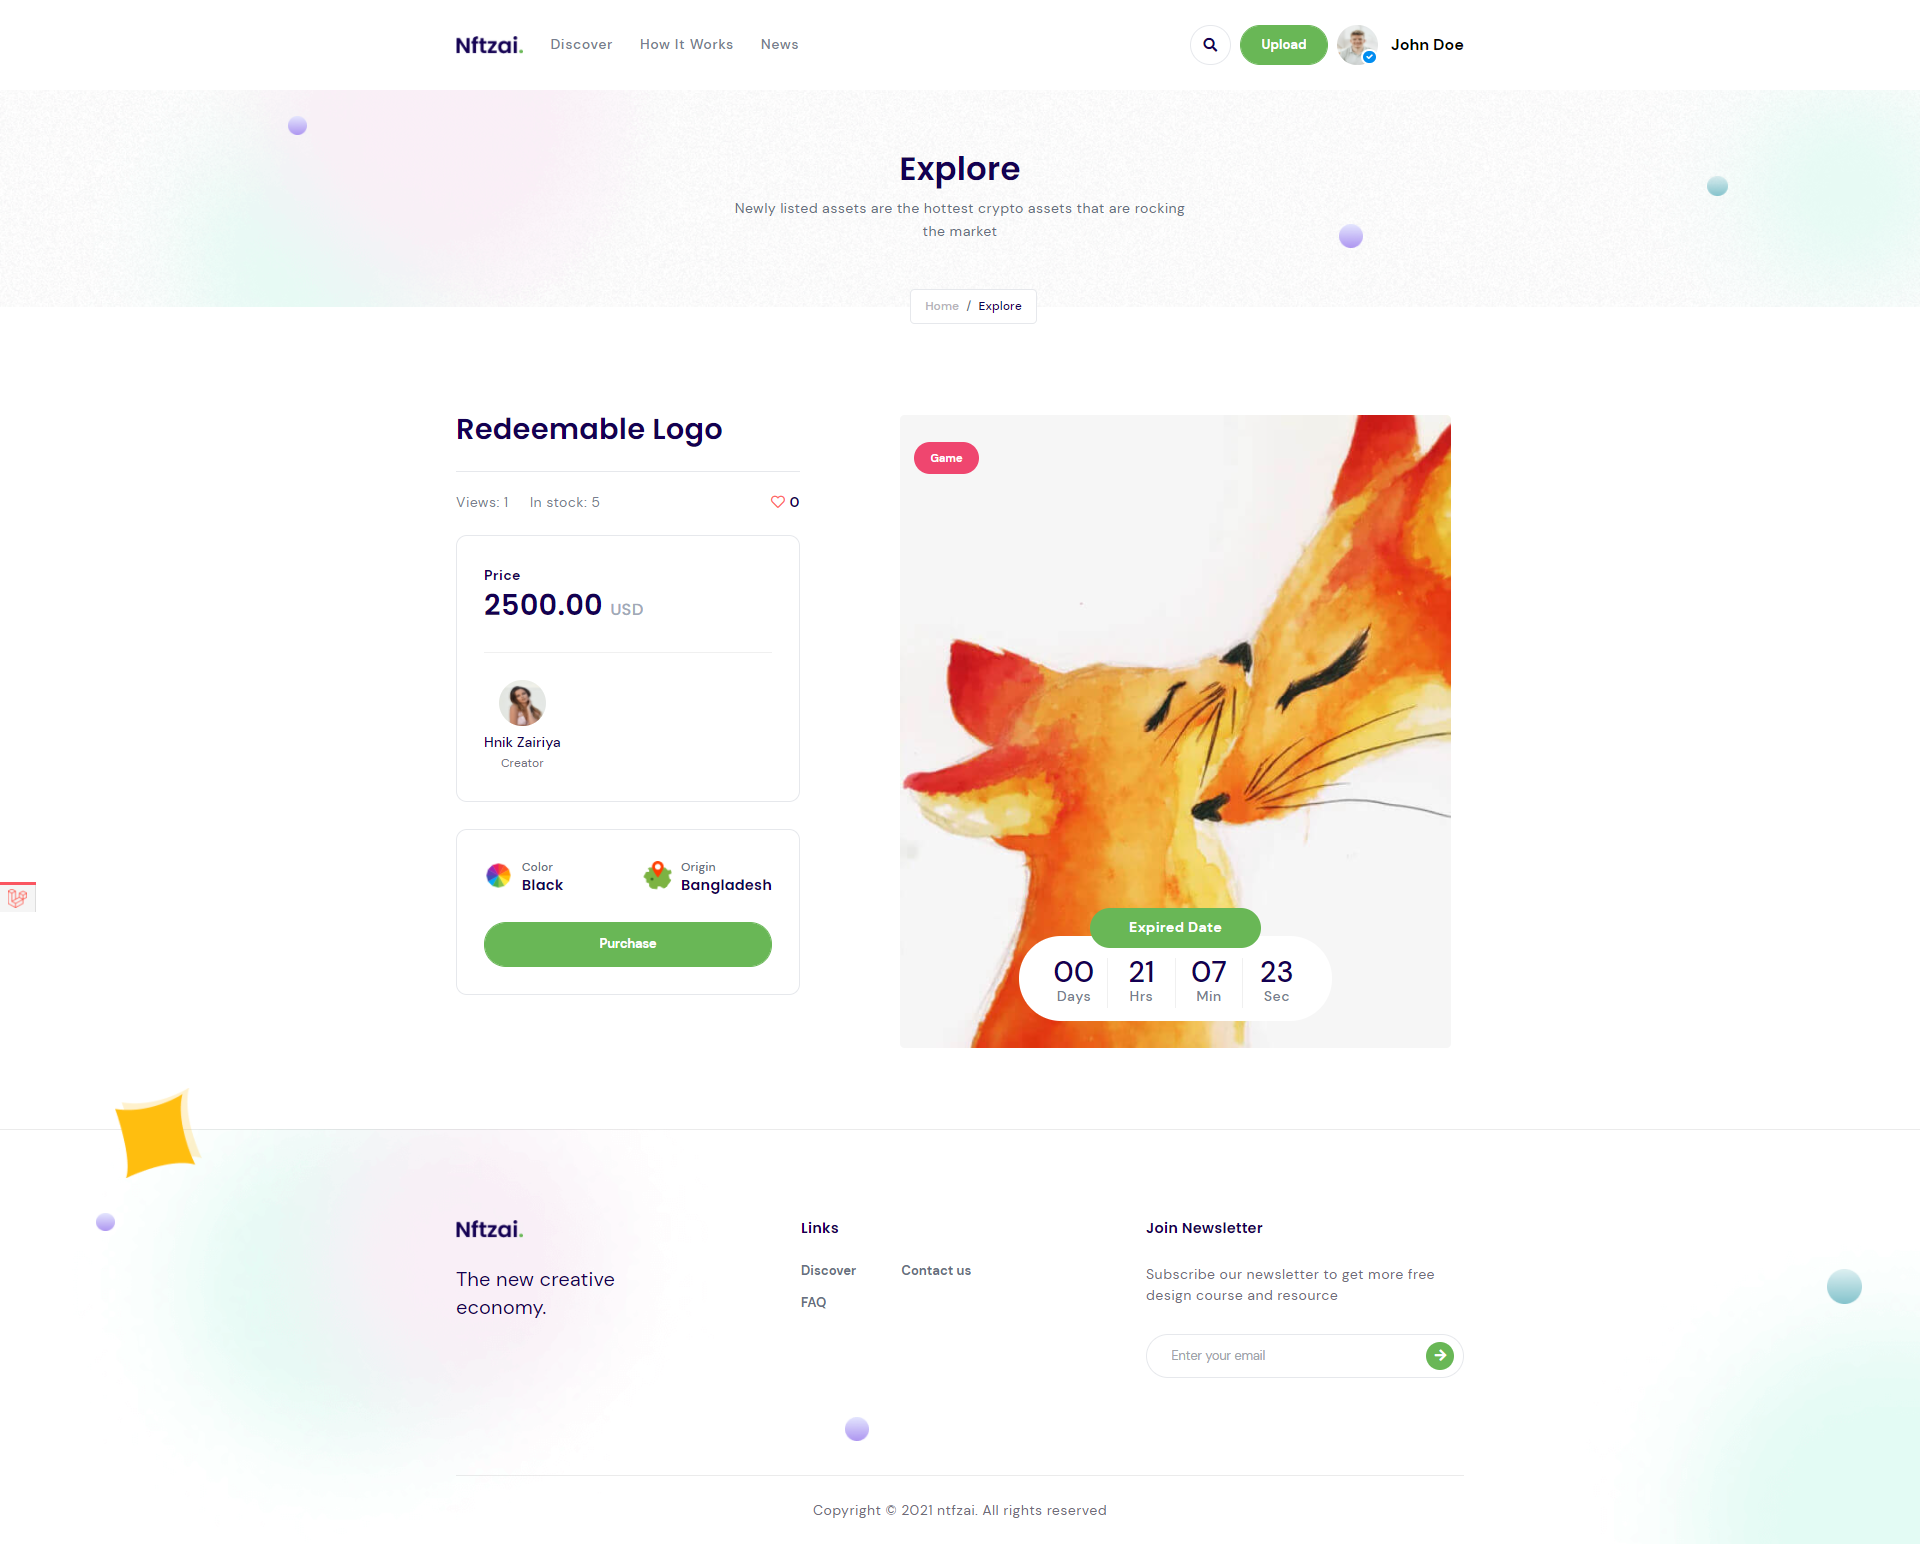 Nftzai. Discover How It Works News Upload John Doe
Explore
Newly listed assets are the hottest crypto assets that are rocking
the market
Home / Explore
Redeemable Logo
Views: 1 In stock: 5 0
Price
2500.00 USD
Hnik Zairiya
Creator
Color
Black
Origin
Bangladesh
Purchase
Game
Expired Date
00 21 07 23
Days Hrs Min Sec
Nftzai.
The new creative
economy.
Links
Discover Contact us
FAQ
Join Newsletter
Subscribe our newsletter to get more free
design course and resource
Enter your email
Copyright © 2021 ntfzai. All rights reserved